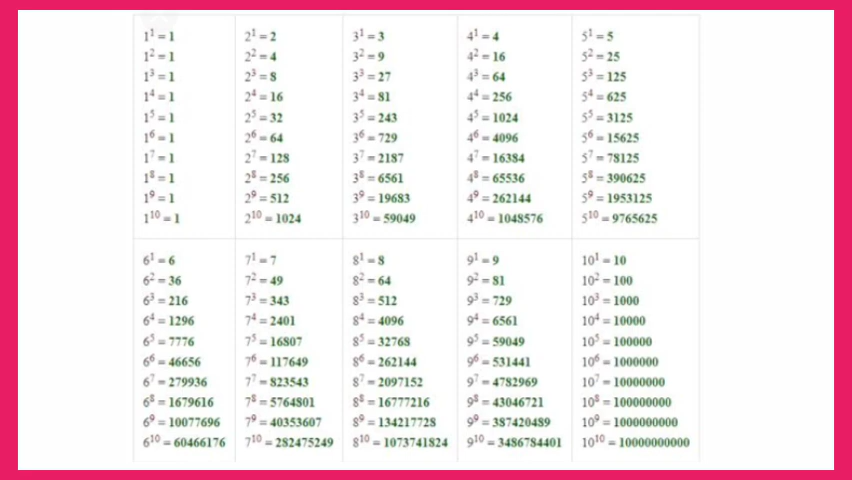 1¹ = 1
1² = 1
1³ = 1
1⁴ = 1
1⁵ = 1
1⁶ = 1
1⁷ = 1
1⁸ = 1
1⁹ = 1
1¹⁰ = 1
2¹ = 2
2² = 4
2³ = 8
2⁴ = 16
2⁵ = 32
2⁶ = 64
2⁷ = 128
2⁸ = 256
2⁹ = 512
2¹⁰ = 1024
3¹ = 3
3² = 9
3³ = 27
3⁴ = 81
3⁵ = 243
3⁶ = 729
3⁷ = 2187
3⁸ = 6561
3⁹ = 19683
3¹⁰ = 59049
4¹ = 4
4² = 16
4³ = 64
4⁴ = 256
4⁵ = 1024
4⁶ = 4096
4⁷ = 16384
4⁸ = 65536
4⁹ = 262144
4¹⁰ = 1048576
5¹ = 5
5² = 25
5³ = 125
5⁴ = 625
5⁵ = 3125
5⁶ = 15625
5⁷ = 78125
5⁸ = 390625
5⁹ = 1953125
5¹⁰ = 9765625
6¹ = 6
6² = 36
6³ = 216
6⁴ = 1296
6⁵ = 7776
6⁶ = 46656
6⁷ = 279936
6⁸ = 1679616
6⁹ = 10077696
6¹⁰ = 60466176
7¹ = 7
7² = 49
7³ = 343
7⁴ = 2401
7⁵ = 16807
7⁶ = 117649
7⁷ = 823543
7⁸ = 5764801
7⁹ = 40353607
7¹⁰ = 282475249
8¹ = 8
8² = 64
8³ = 512
8⁴ = 4096
8⁵ = 32768
8⁶ = 262144
8⁷ = 2097152
8⁸ = 16777216
8⁹ = 134217728
8¹⁰ = 1073741824
9¹ = 9
9² = 81
9³ = 729
9⁴ = 6561
9⁵ = 59049
9⁶ = 531441
9⁷ = 4782969
9⁸ = 43046721
9⁹ = 387420489
9¹⁰ = 3486784401
10¹ = 10
10² = 100
10³ = 1000
10⁴ = 10000
10⁵ = 100000
10⁶ = 1000000
10⁷ = 10000000
10⁸ = 100000000
10⁹ = 1000000000
10¹⁰ = 10000000000